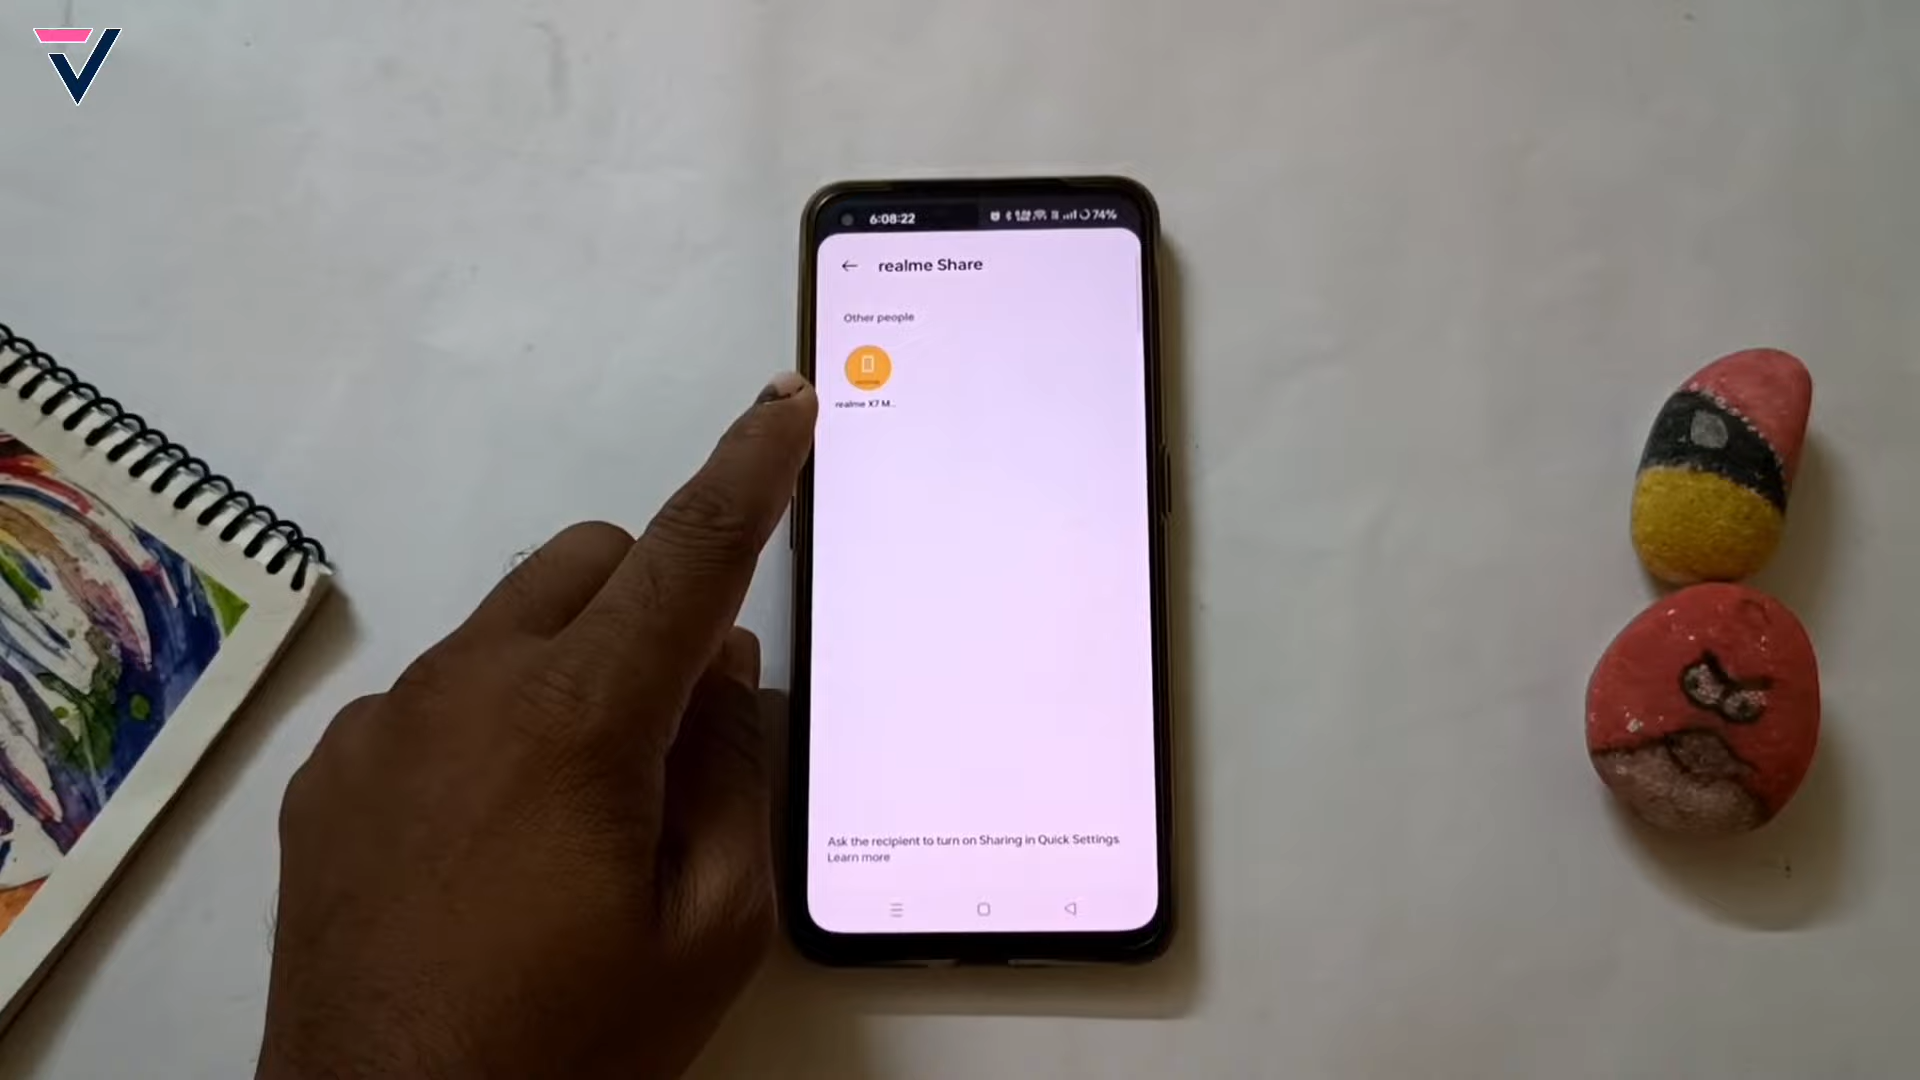 6:08:22
74%
realme Share
Other people
realme X7 M...
Ask the recipient to turn on Sharing in Quick Settings
Learn more